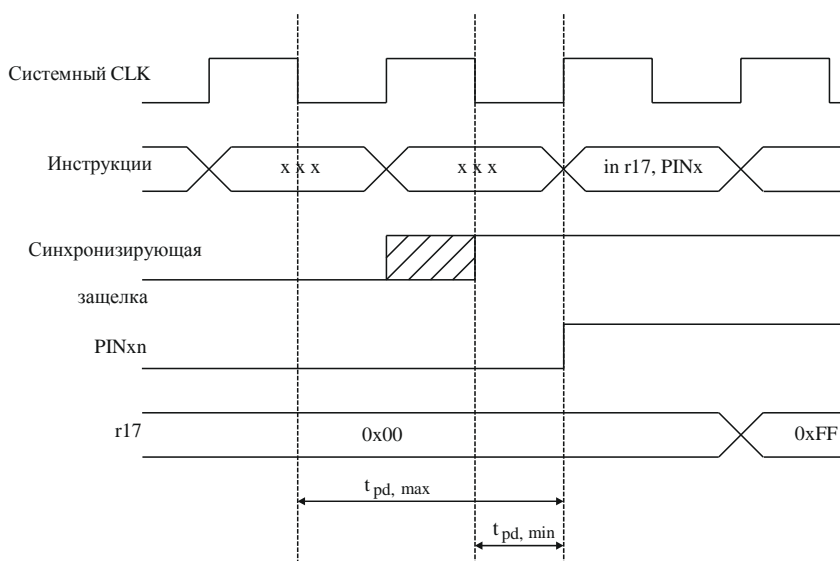 Системный CLK
Инструкции
x x x
x x x
in r17, PINx
Синхронизирующая
защелка
PINxn
r17
0x00
0xFF
t pd, max
t pd, min